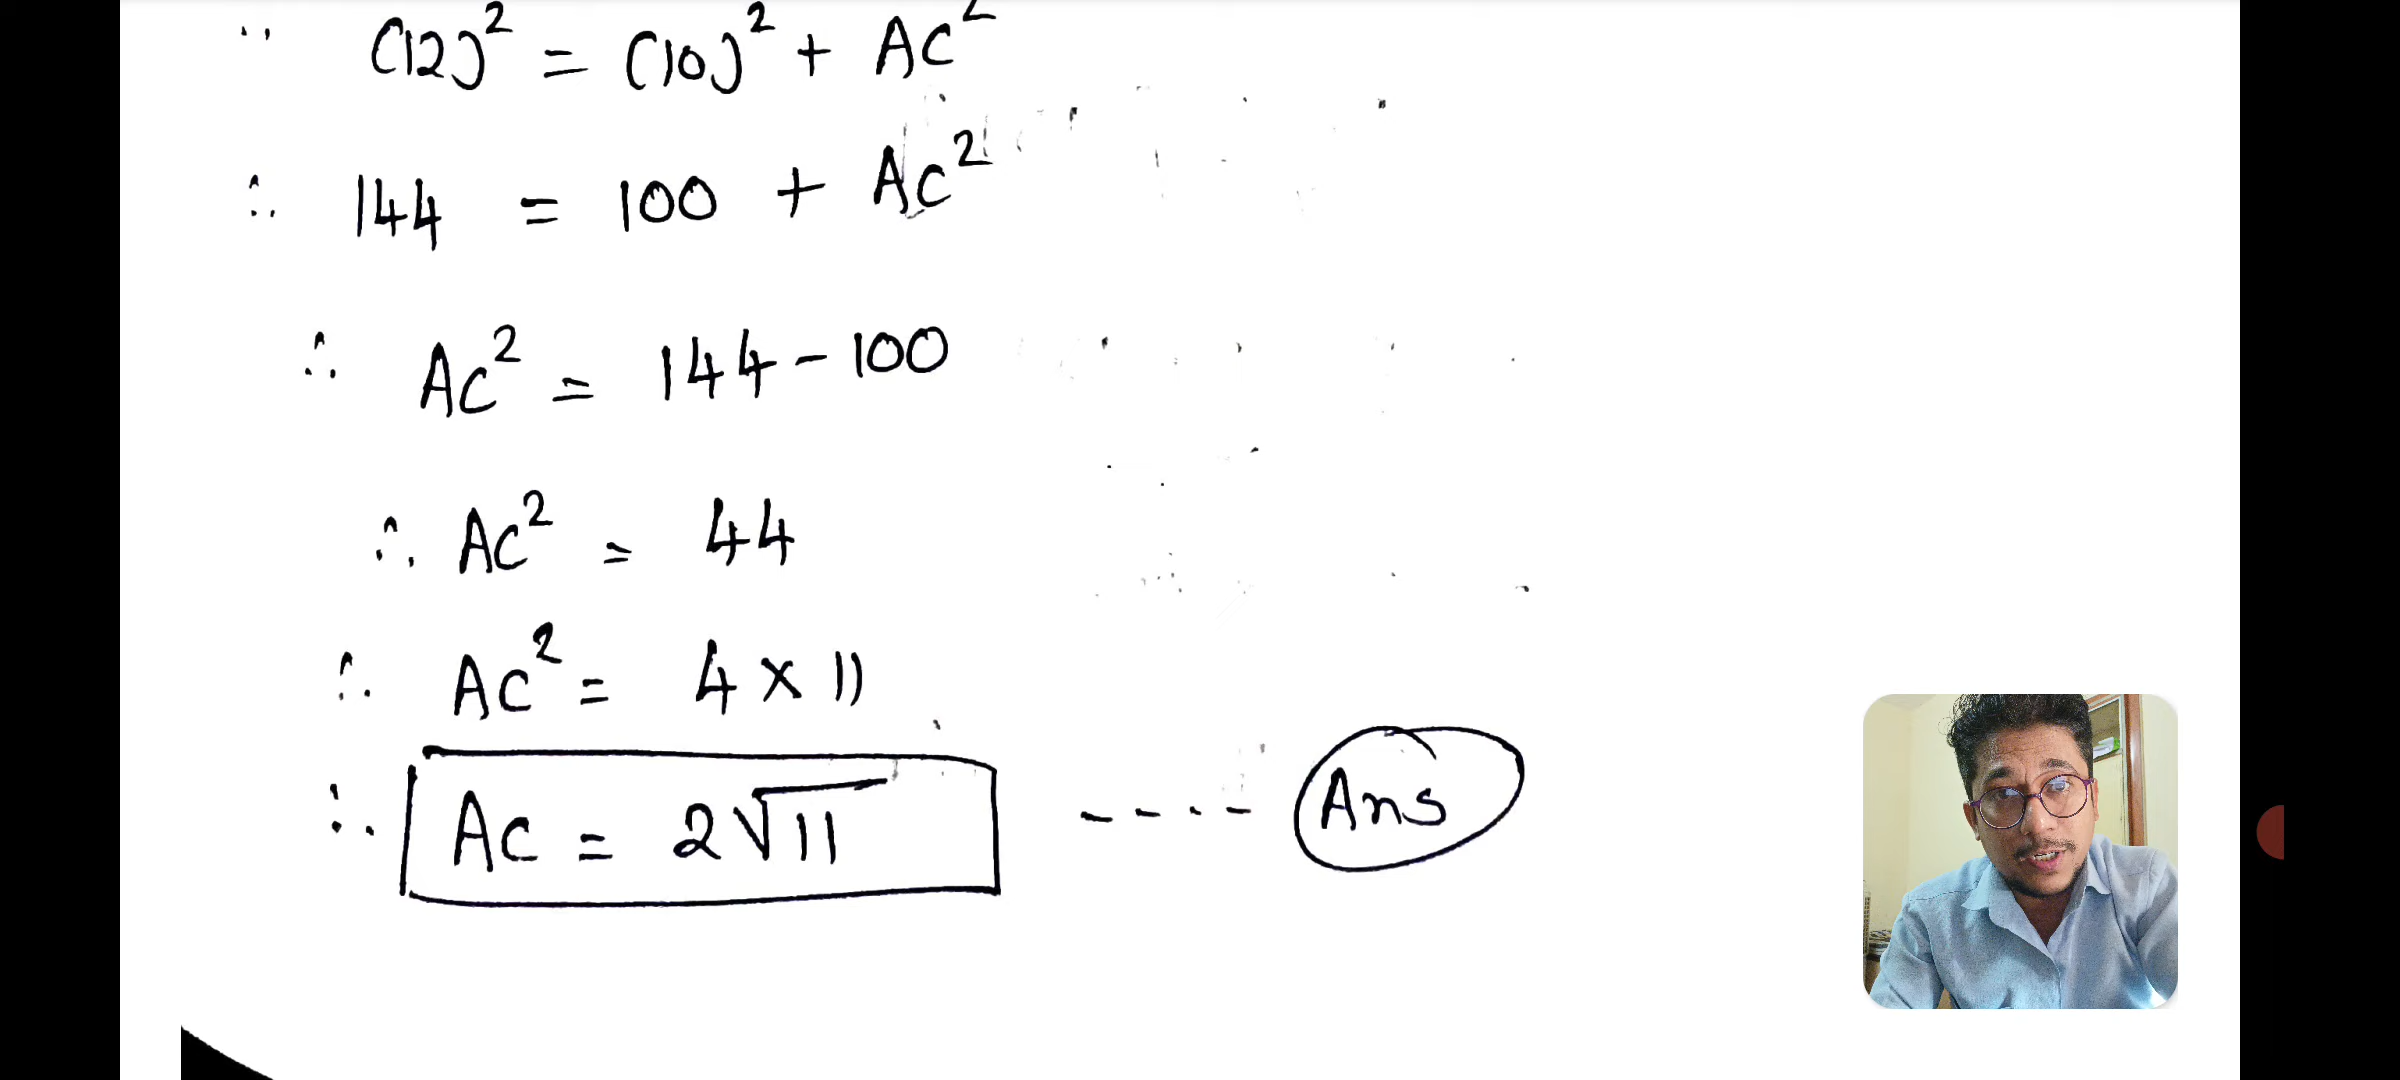 (12)² = (10)² + AC²
∴ 144 = 100 + AC²
∴ AC² = 144 - 100
∴ AC² = 44
∴ AC² = 4 × 11
∴ AC = 2√11 ---- Ans